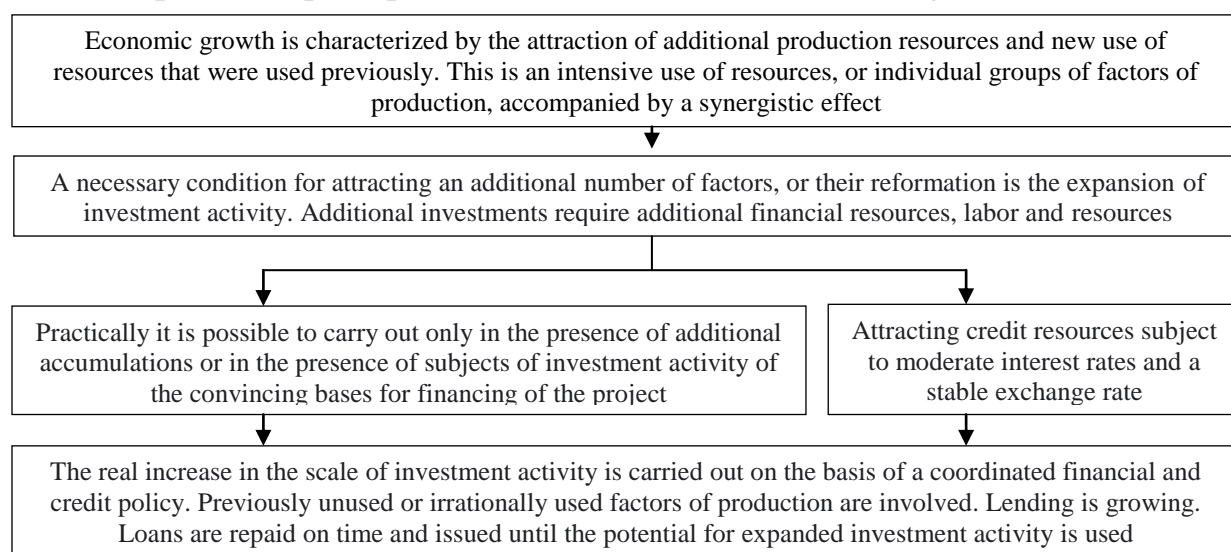 Economic growth is characterized by the attraction of additional production resources and new use of
resources that were used previously. This is an intensive use of resources, or individual groups of factors of
production, accompanied by a synergistic effect
A necessary condition for attracting an additional number of factors, or their reformation is the expansion of
investment activity. Additional investments require additional financial resources, labor and resources
Practically it is possible to carry out only in the presence of additional
accumulations or in the presence of subjects of investment activity of
the convincing bases for financing of the project
Attracting credit resources subject
to moderate interest rates and a
stable exchange rate
The real increase in the scale of investment activity is carried out on the basis of a coordinated financial and
credit policy. Previously unused or irrationally used factors of production are involved. Lending is growing.
Loans are repaid on time and issued until the potential for expanded investment activity is used